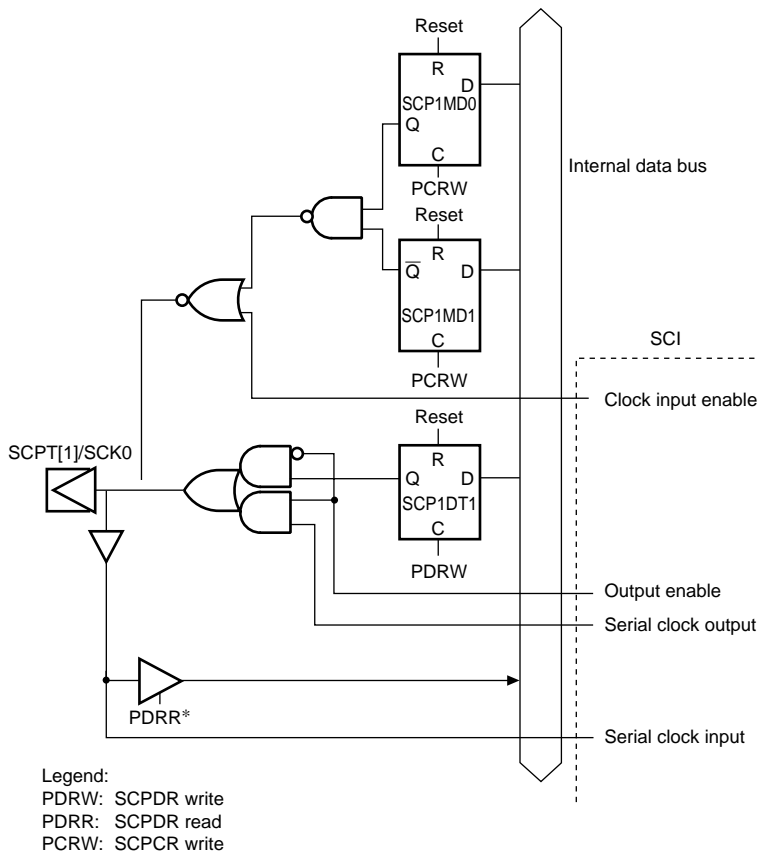 Reset
R
D
SCP1MD0
Q
C
PCRW
Internal data bus
Reset
R
Q̅ D
SCP1MD1
C
PCRW
SCI
Clock input enable
Reset
SCPT[1]/SCK0
R
Q D
SCP1DT1
C
PDRW
Output enable
Serial clock output
PDRR*
Serial clock input
Legend:
PDRW: SCPDR write
PDRR: SCPDR read
PCRW: SCPCR write